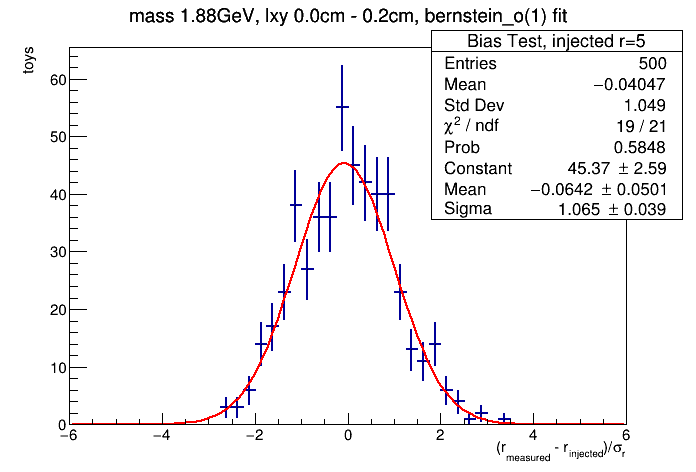 mass 1.88GeV, lxy 0.0cm - 0.2cm, bernstein_o(1) fit
toys
Bias Test, injected r=5
Entries 500
Mean −0.04047
Std Dev 1.049
χ² / ndf 19 / 21
Prob 0.5848
Constant 45.37 ± 2.59
Mean −0.0642 ± 0.0501
Sigma 1.065 ± 0.039
60
50
40
30
20
10
0
−6 −4 −2 0 2 4 6
(r_measured - r_injected)/σ_r